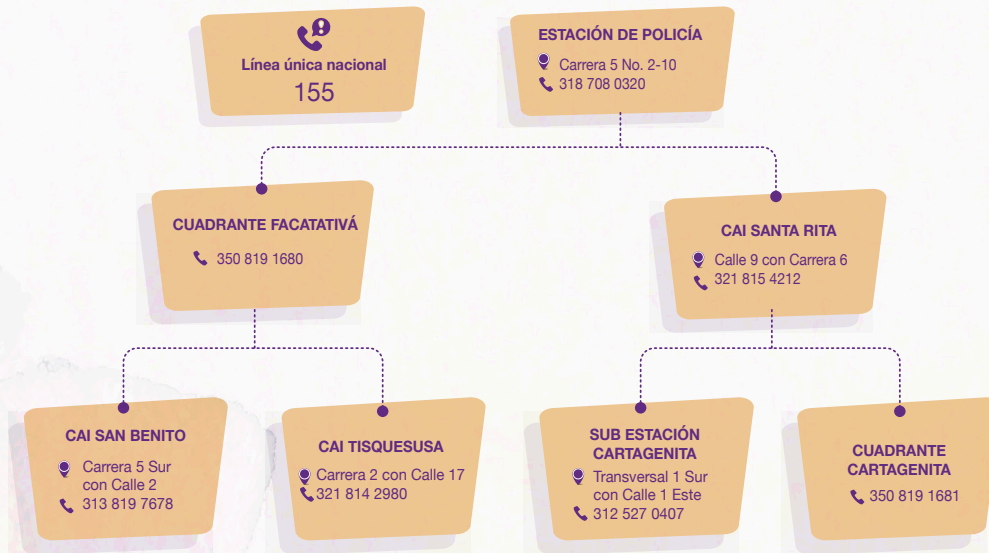 Línea única nacional
155
ESTACIÓN DE POLICÍA
Carrera 5 No. 2-10
318 708 0320
CUADRANTE FACATATIVÁ
350 819 1680
CAI SANTA RITA
Calle 9 con Carrera 6
321 815 4212
CAI SAN BENITO
Carrera 5 Sur
con Calle 2
313 819 7678
CAI TISQUESUSA
Carrera 2 con Calle 17
321 814 2980
SUB ESTACIÓN
CARTAGENITA
Transversal 1 Sur
con Calle 1 Este
312 527 0407
CUADRANTE
CARTAGENITA
350 819 1681